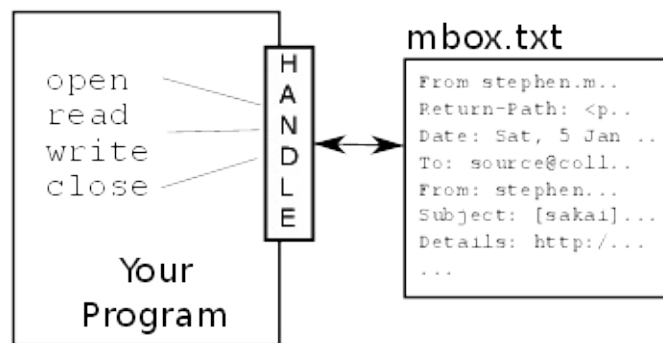 open
read
write
close
Your
Program
HANDLE
mbox.txt
From stephen.m..
Return-Path: <p..
Date: Sat, 5 Jan ..
To: source@coll..
From: stephen...
Subject: [sakai]...
Details: http:/...
...